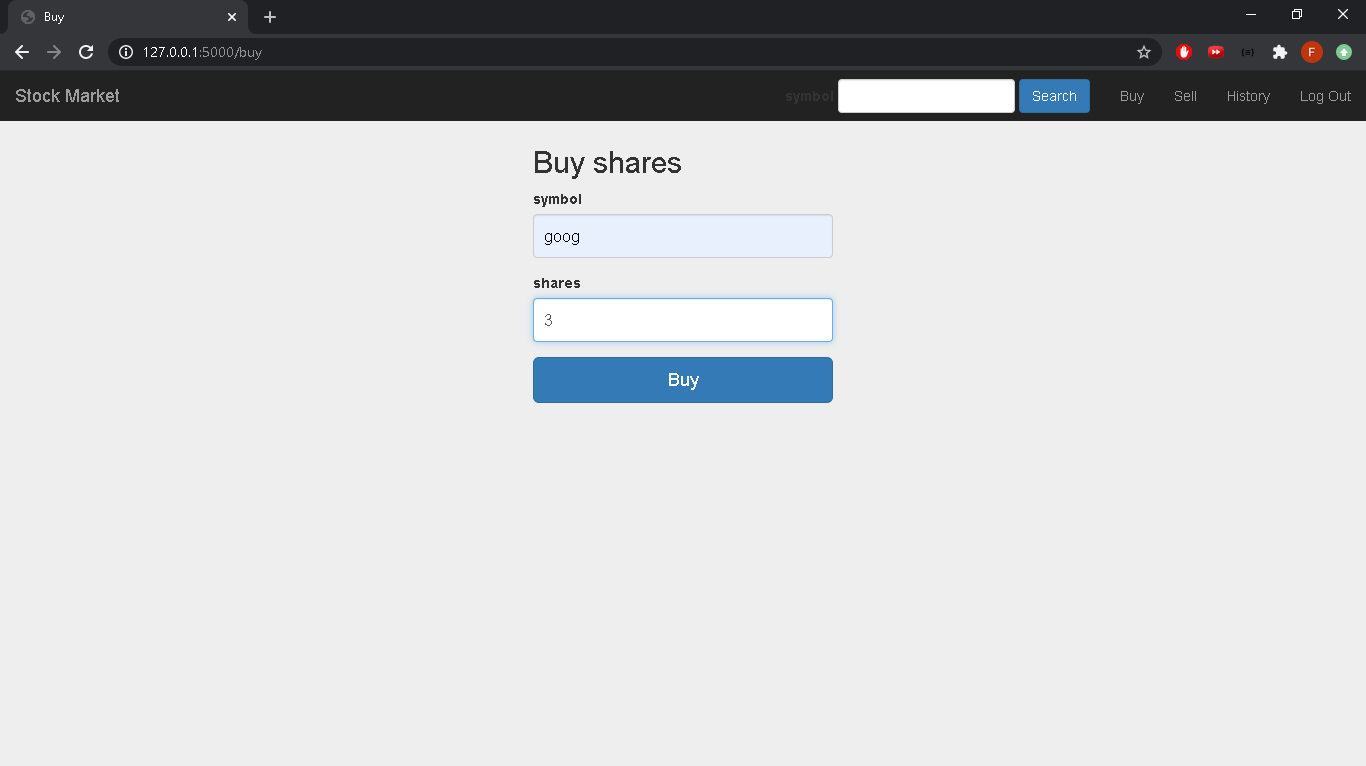 Buy
127.0.0.1:5000/buy
F
Stock Market symbol Search Buy Sell History Log Out
Buy shares
symbol
goog
shares
3
Buy